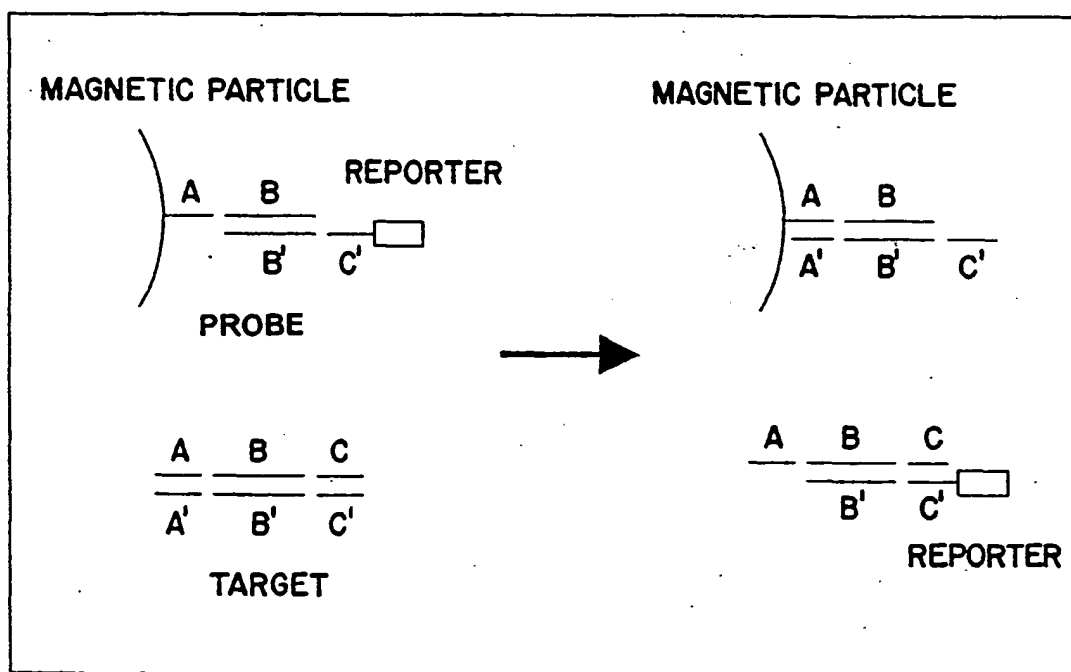 MAGNETIC PARTICLE
A B REPORTER
B' C'
PROBE
A B C
A' B' C'
TARGET
MAGNETIC PARTICLE
A B
A' B' C'
A B C
B' C'
REPORTER